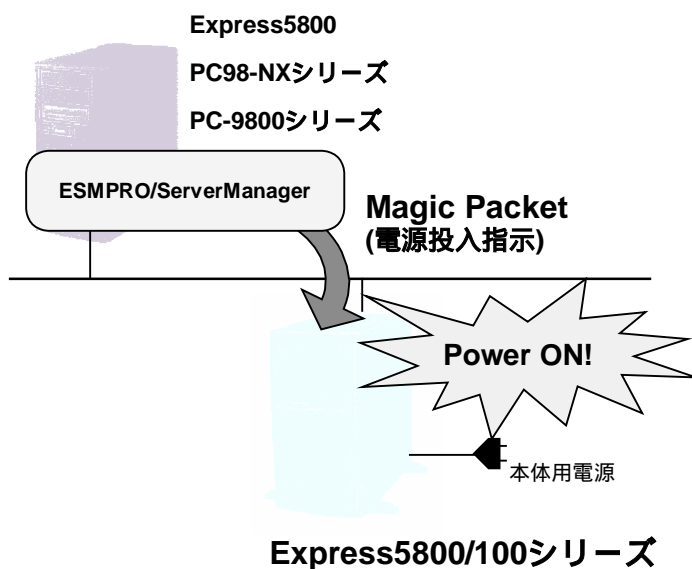 Express5800
PC98-NXシリーズ
PC-9800シリーズ
ESMPRO/ServerManager
Magic Packet
(電源投入指示)
Power ON!
本体用電源
Express5800/100シリーズ